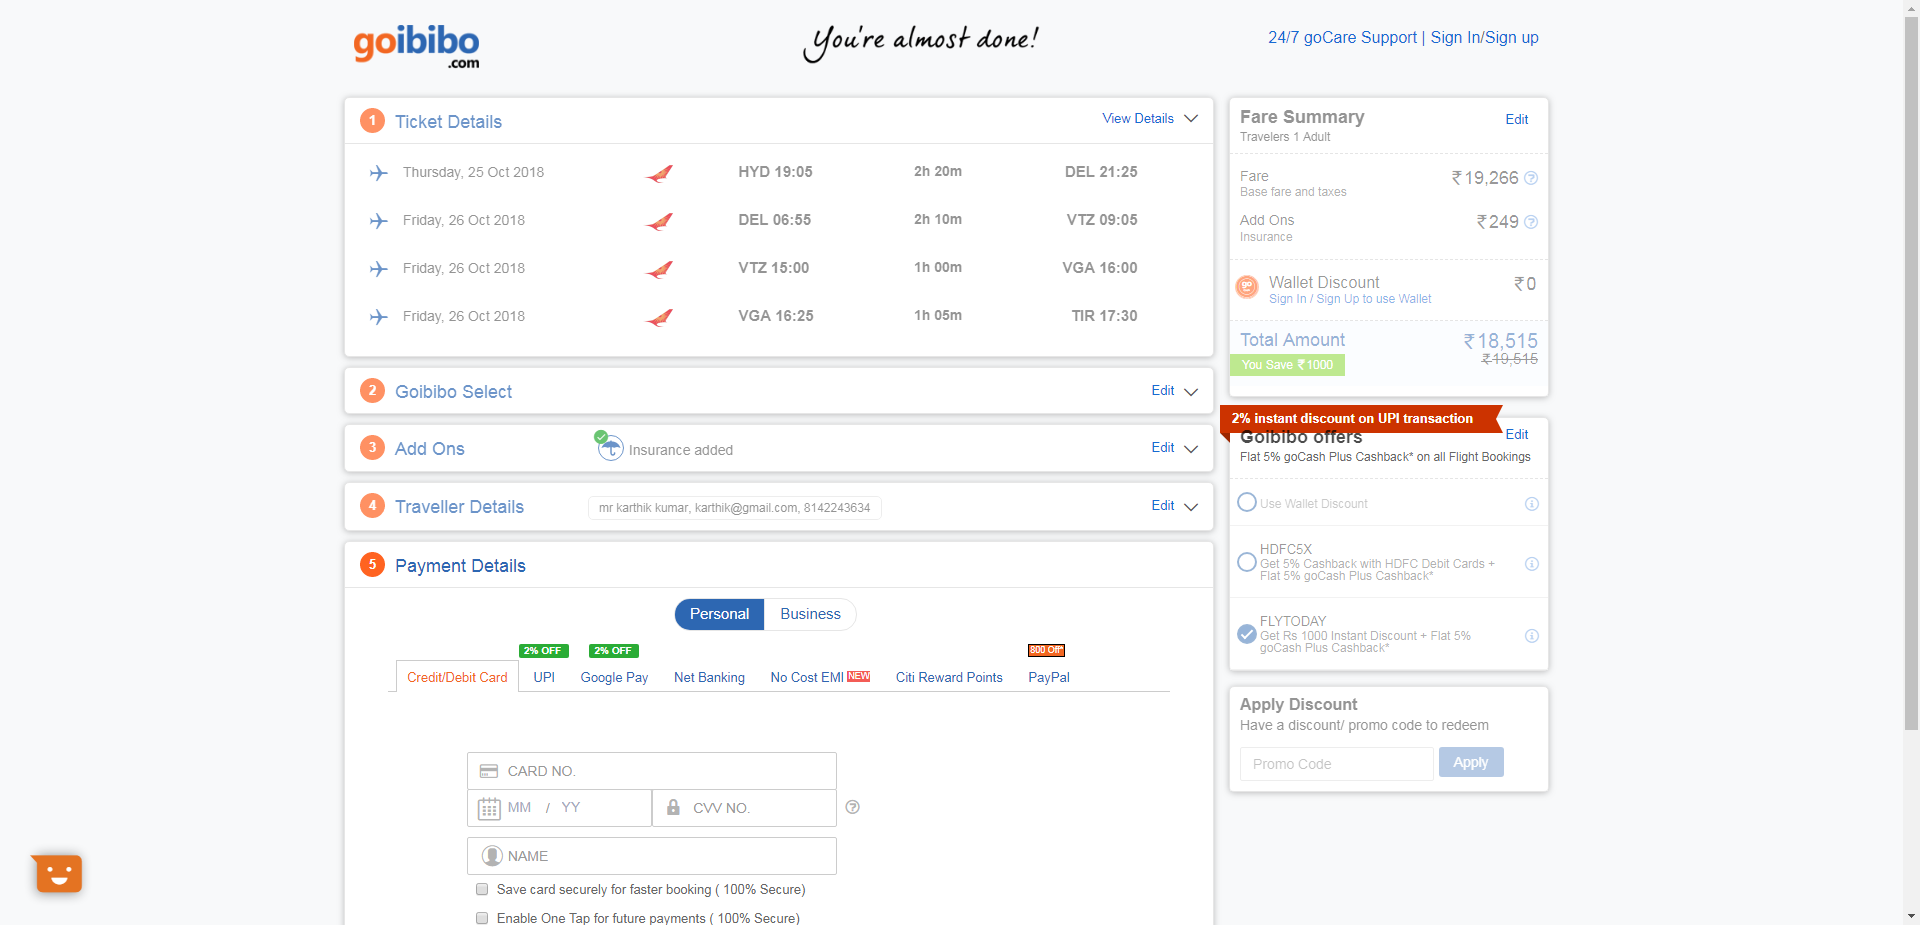 goibibo
.com
You're almost done!
24/7 goCare Support | Sign In/Sign up
1 Ticket Details
View Details
Thursday, 25 Oct 2018 HYD 19:05 2h 20m DEL 21:25
Friday, 26 Oct 2018 DEL 06:55 2h 10m VTZ 09:05
Friday, 26 Oct 2018 VTZ 15:00 1h 00m VGA 16:00
Friday, 26 Oct 2018 VGA 16:25 1h 05m TIR 17:30
2 Goibibo Select Edit
3 Add Ons Insurance added Edit
4 Traveller Details mr karthik kumar, karthik@gmail.com, 8142243634 Edit
5 Payment Details
Personal Business
2% OFF 2% OFF 800 Off*
Credit/Debit Card UPI Google Pay Net Banking No Cost EMI NEW Citi Reward Points PayPal
CARD NO.
MM / YY CVV NO. ?
NAME
Save card securely for faster booking ( 100% Secure)
Enable One Tap for future payments ( 100% Secure)
Fare Summary Edit
Travelers 1 Adult
Fare ₹19,266 ?
Base fare and taxes
Add Ons ₹249 ?
Insurance
go
Wallet Discount ₹0
Sign In / Sign Up to use Wallet
Total Amount ₹18,515
You Save ₹1000 ₹19,515
2% instant discount on UPI transaction
Goibibo offers Edit
Flat 5% goCash Plus Cashback* on all Flight Bookings
Use Wallet Discount i
HDFC5X
Get 5% Cashback with HDFC Debit Cards + i
Flat 5% goCash Plus Cashback*
FLYTODAY
Get Rs 1000 Instant Discount + Flat 5% i
goCash Plus Cashback*
Apply Discount
Have a discount/ promo code to redeem
Promo Code Apply